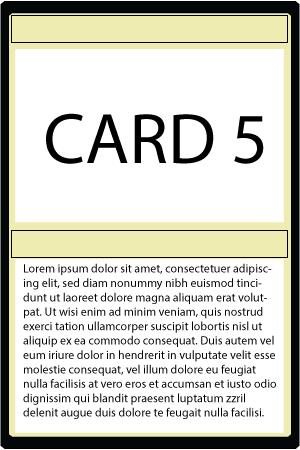 CARD 5
Lorem ipsum dolor sit amet, consectetuer adipisc-
ing elit, sed diam nonummy nibh euismod tinci-
dunt ut laoreet dolore magna aliquam erat volut-
pat. Ut wisi enim ad minim veniam, quis nostrud
exerci tation ullamcorper suscipit lobortis nisl ut
aliquip ex ea commodo consequat. Duis autem vel
eum iriure dolor in hendrerit in vulputate velit esse
molestie consequat, vel illum dolore eu feugiat
nulla facilisis at vero eros et accumsan et iusto odio
dignissim qui blandit praesent luptatum zzril
delenit augue duis dolore te feugait nulla facilisi.